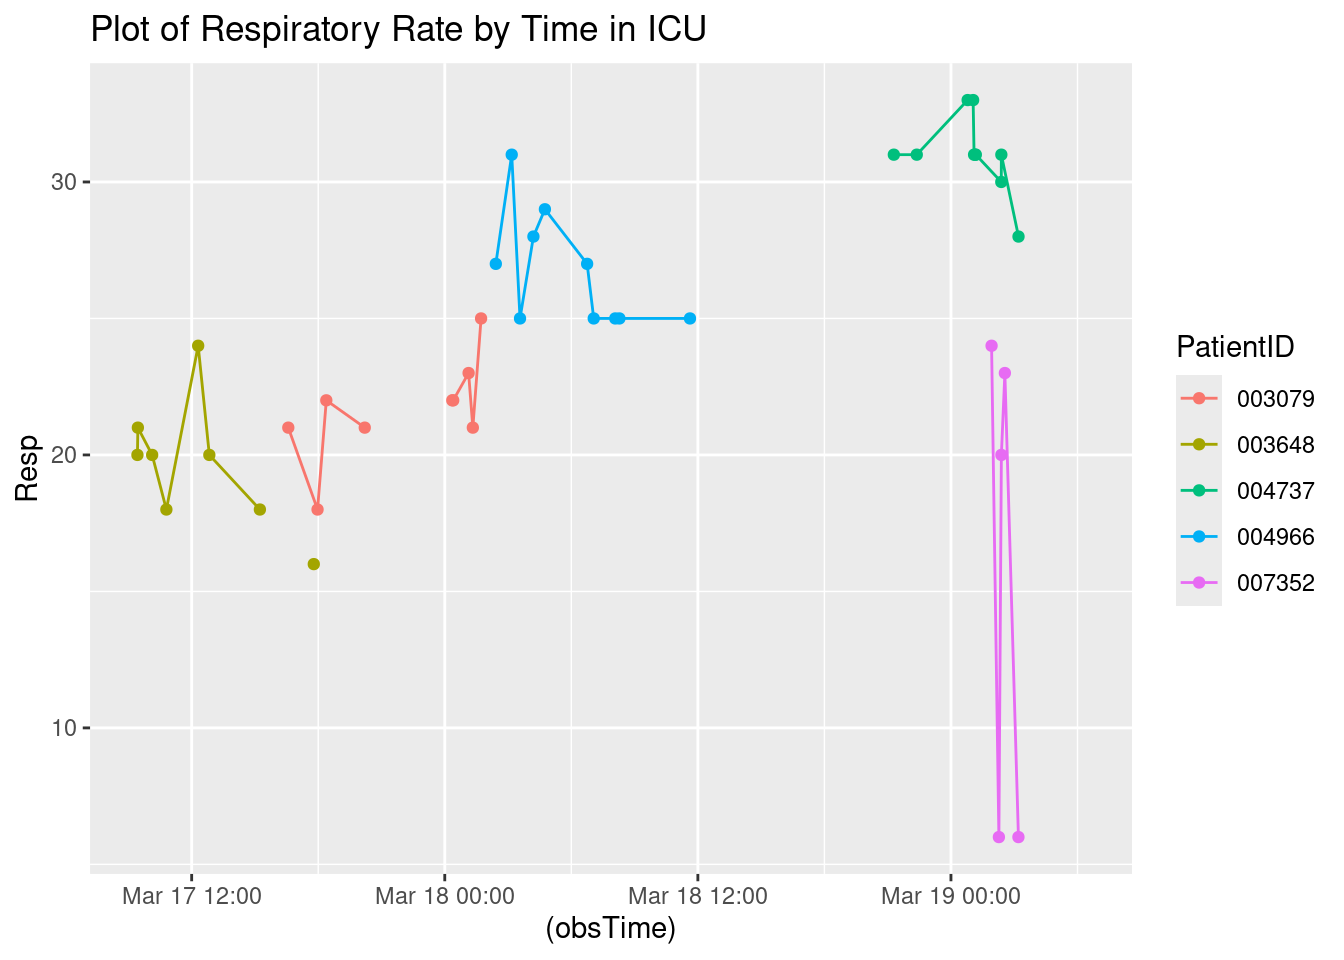 Plot of Respiratory Rate by Time in ICU
30
20
10
Resp
Mar 17 12:00
Mar 18 00:00
Mar 18 12:00
Mar 19 00:00
(obsTime)
PatientID
003079
003648
004737
004966
007352